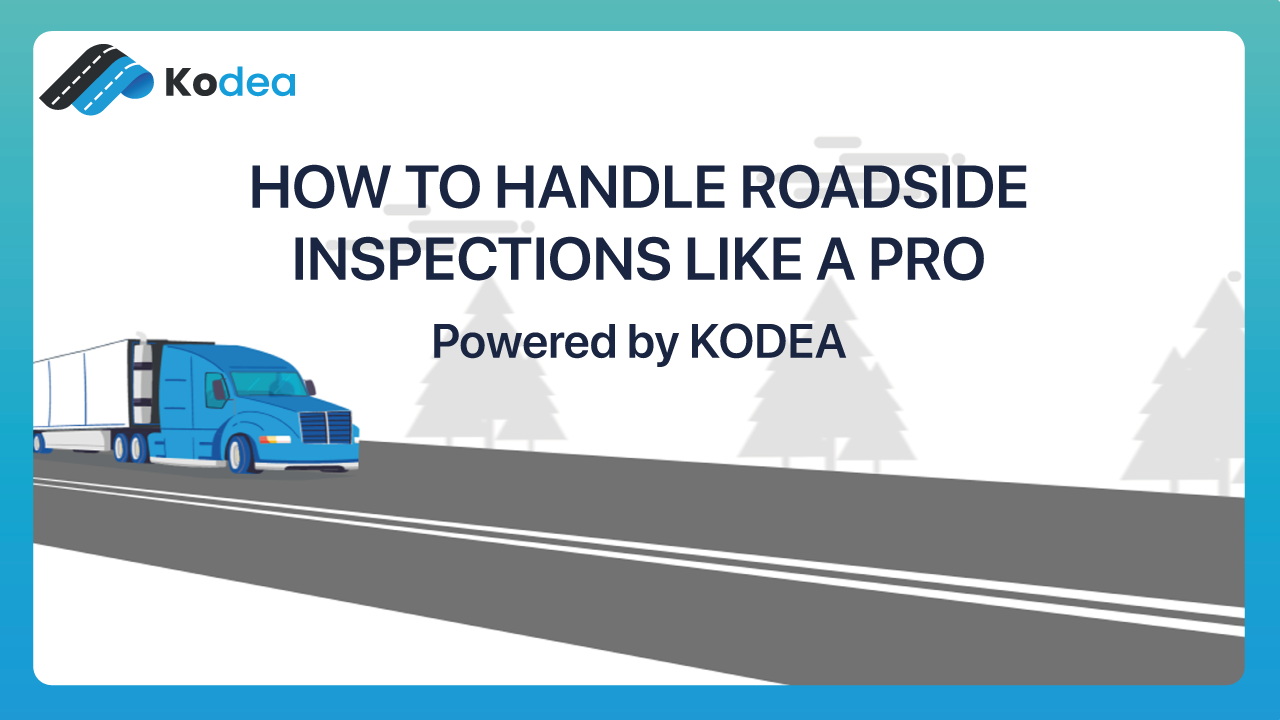 Kodea
HOW TO HANDLE ROADSIDE
INSPECTIONS LIKE A PRO
Powered by KODEA